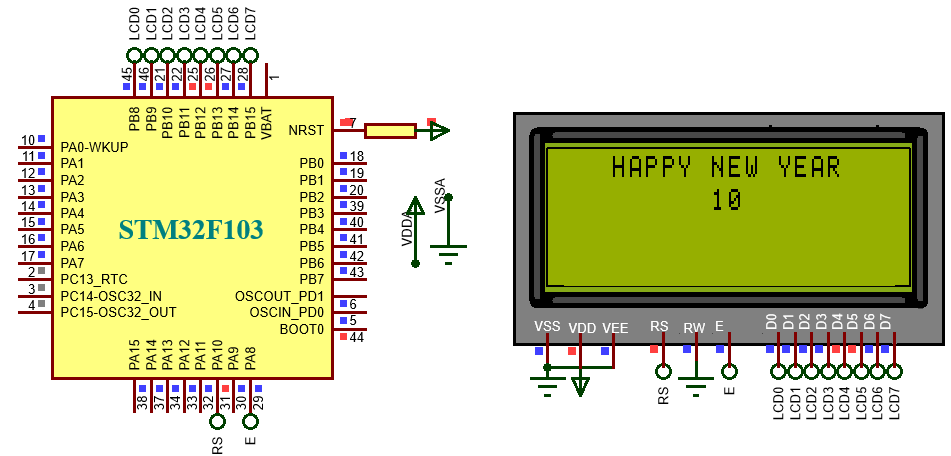 LCD0 LCD1 LCD2 LCD3 LCD4 LCD5 LCD6 LCD7
45 46 21 22 25 26 27 28 1
PB8 PB9 PB10 PB11 PB12 PB13 PB14 PB15 VBAT
10 PA0-WKUP
11 PA1
12 PA2
13 PA3
14 PA4
15 PA5
16 PA6
17 PA7
2 PC13_RTC
3 PC14-OSC32_IN
4 PC15-OSC32_OUT
STM32F103
NRST 7
PB0 18
PB1 19
PB2 20
PB3 39
PB4 40
PB5 41
PB6 42
PB7 43
OSCOUT_PD1 6
OSCIN_PD0 5
BOOT0 44
PA15 PA14 PA13 PA12 PA11 PA10 PA9 PA8
38 37 34 33 32 31 30 29
RS E
VDDA
VSSA
HAPPY NEW YEAR
10
VSS VDD VEE RS RW E D0 D1 D2 D3 D4 D5 D6 D7
RS E LCD0 LCD1 LCD2 LCD3 LCD4 LCD5 LCD6 LCD7